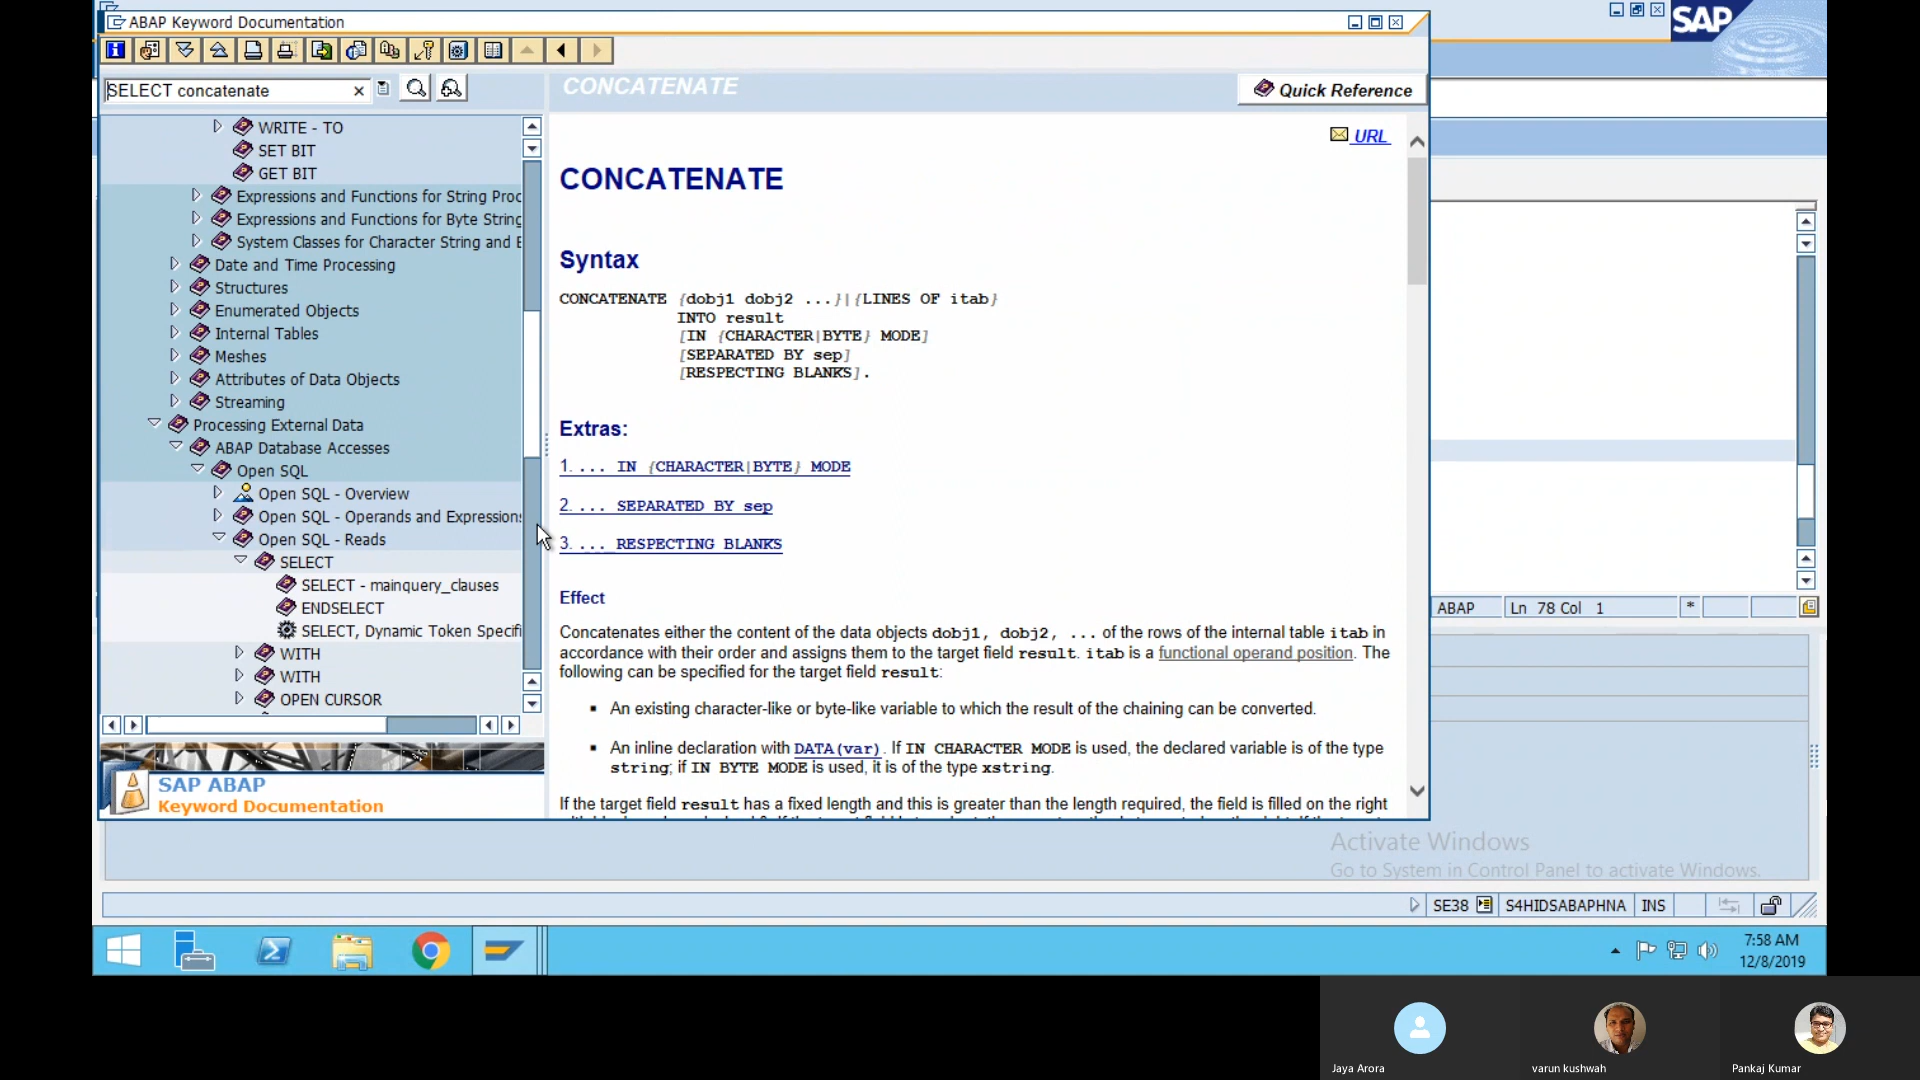 ABAP Keyword Documentation
SAP
SELECT concatenate
CONCATENATE
Quick Reference
WRITE - TO
SET BIT
GET BIT
Expressions and Functions for String Proc
Expressions and Functions for Byte String
System Classes for Character String and E
Date and Time Processing
Structures
Enumerated Objects
Internal Tables
Meshes
Attributes of Data Objects
Streaming
Processing External Data
ABAP Database Accesses
Open SQL
Open SQL - Overview
Open SQL - Operands and Expressions
Open SQL - Reads
SELECT
SELECT - mainquery_clauses
ENDSELECT
SELECT, Dynamic Token Specifi
WITH
WITH
OPEN CURSOR
SAP ABAP
Keyword Documentation
URL
CONCATENATE
Syntax
CONCATENATE {dobj1 dobj2 ...}|{LINES OF itab}
INTO result
[IN {CHARACTER|BYTE} MODE]
[SEPARATED BY sep]
[RESPECTING BLANKS].
Extras:
1. ... IN {CHARACTER|BYTE} MODE
2. ... SEPARATED BY sep
3. ... RESPECTING BLANKS
Effect
Concatenates either the content of the data objects dobj1, dobj2, ... of the rows of the internal table itab in
accordance with their order and assigns them to the target field result. itab is a functional operand position. The
following can be specified for the target field result:
▪ An existing character-like or byte-like variable to which the result of the chaining can be converted.
▪ An inline declaration with DATA(var). If IN CHARACTER MODE is used, the declared variable is of the type
string; if IN BYTE MODE is used, it is of the type xstring.
If the target field result has a fixed length and this is greater than the length required, the field is filled on the right
ABAP
Ln 78 Col 1
*
Activate Windows
Go to System in Control Panel to activate Windows.
SE38
S4HIDSABAPHNA
INS
7:58 AM
12/8/2019
Jaya Arora
varun kushwah
Pankaj Kumar